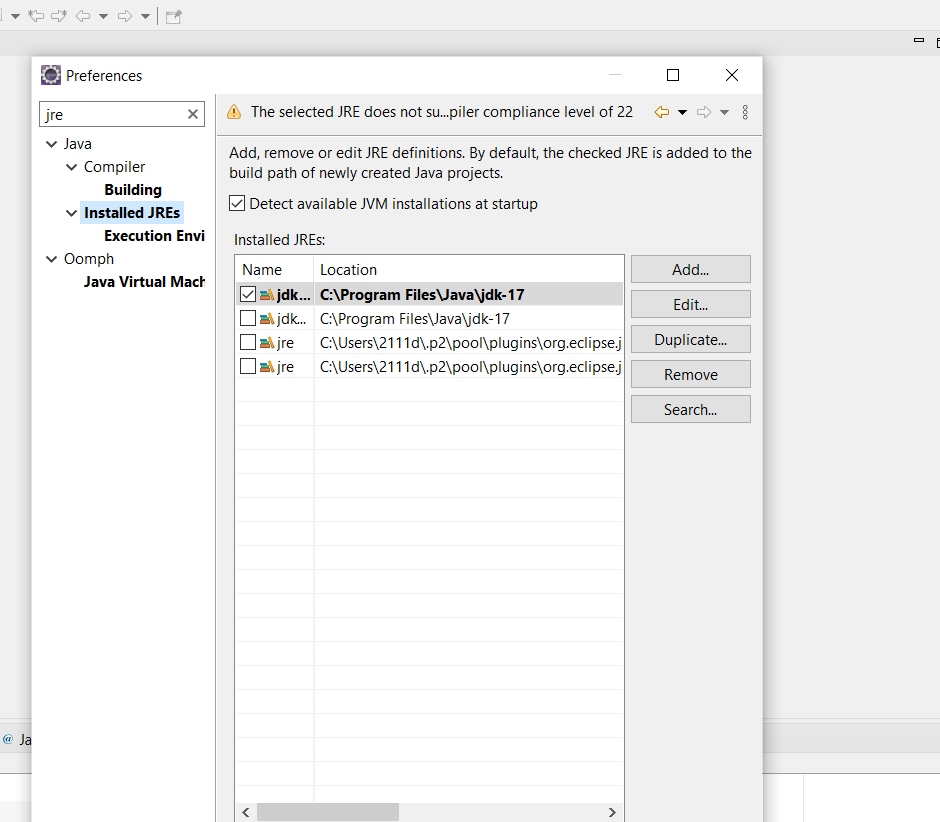 Preferences
jre
The selected JRE does not su...piler compliance level of 22
Java
Compiler
Building
Installed JREs
Execution Envi
Oomph
Java Virtual Mach
Add, remove or edit JRE definitions. By default, the checked JRE is added to the
build path of newly created Java projects.
Detect available JVM installations at startup
Installed JREs:
Name Location
jdk... C:\Program Files\Java\jdk-17
jdk... C:\Program Files\Java\jdk-17
jre C:\Users\2111d\.p2\pool\plugins\org.eclipse.j
jre C:\Users\2111d\.p2\pool\plugins\org.eclipse.j
Add...
Edit...
Duplicate...
Remove
Search...
@ Ja